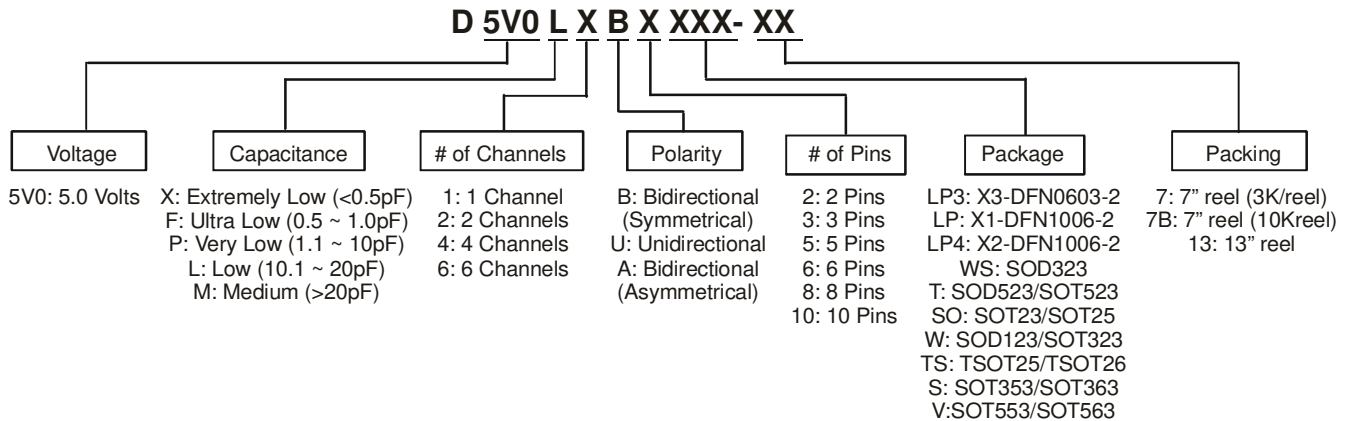 D 5V0 L X B X XXX- XX
Voltage
5V0: 5.0 Volts
Capacitance
X: Extremely Low (<0.5pF)
F: Ultra Low (0.5 ~ 1.0pF)
P: Very Low (1.1 ~ 10pF)
L: Low (10.1 ~ 20pF)
M: Medium (>20pF)
# of Channels
1: 1 Channel
2: 2 Channels
4: 4 Channels
6: 6 Channels
Polarity
B: Bidirectional
(Symmetrical)
U: Unidirectional
A: Bidirectional
(Asymmetrical)
# of Pins
2: 2 Pins
3: 3 Pins
5: 5 Pins
6: 6 Pins
8: 8 Pins
10: 10 Pins
Package
LP3: X3-DFN0603-2
LP: X1-DFN1006-2
LP4: X2-DFN1006-2
WS: SOD323
T: SOD523/SOT523
SO: SOT23/SOT25
W: SOD123/SOT323
TS: TSOT25/TSOT26
S: SOT353/SOT363
V:SOT553/SOT563
Packing
7: 7” reel (3K/reel)
7B: 7” reel (10Kreel)
13: 13” reel